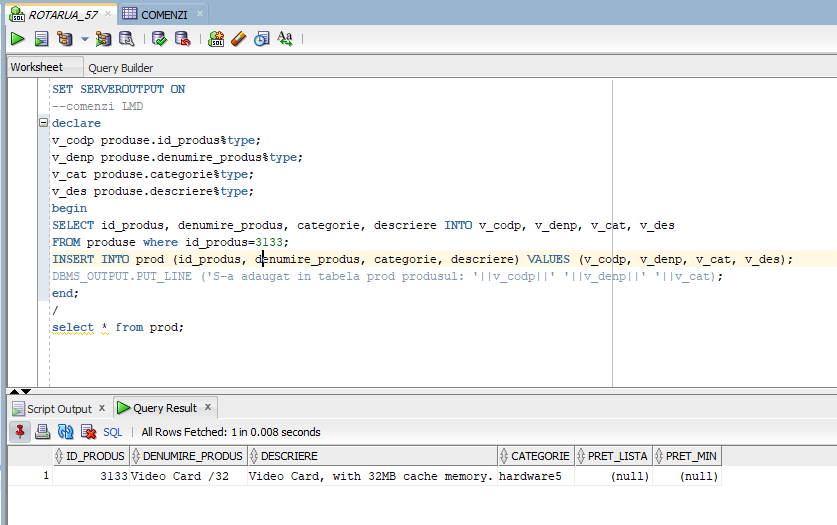 ROTARUA_57 COMENZI
Worksheet Query Builder
SET SERVEROUTPUT ON
--comenzi LMD
declare
v_codp produse.id_produs%type;
v_denp produse.denumire_produs%type;
v_cat produse.categorie%type;
v_des produse.descriere%type;
begin
SELECT id_produs, denumire_produs, categorie, descriere INTO v_codp, v_denp, v_cat, v_des
FROM produse where id_produs=3133;
INSERT INTO prod (id_produs, denumire_produs, categorie, descriere) VALUES (v_codp, v_denp, v_cat, v_des);
DBMS_OUTPUT.PUT_LINE ('S-a adaugat in tabela prod produsul: '||v_codp||' '||v_denp||' '||v_cat);
end;
/
select * from prod;
Script Output x Query Result x
SQL | All Rows Fetched: 1 in 0.008 seconds
ID_PRODUS DENUMIRE_PRODUS DESCRIERE CATEGORIE PRET_LISTA PRET_MIN
1 3133 Video Card /32 Video Card, with 32MB cache memory. hardware5 (null) (null)